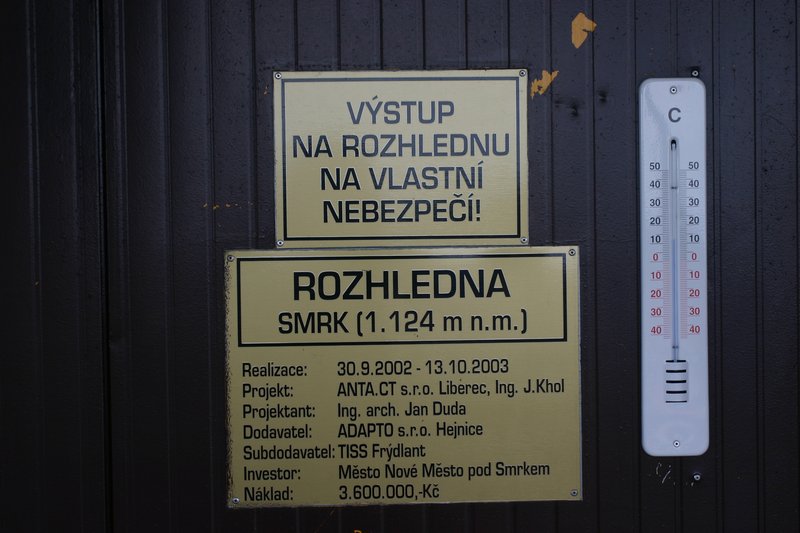 VÝSTUP
NA ROZHLEDNU
NA VLASTNÍ
NEBEZPEČÍ!
ROZHLEDNA
SMRK (1.124 m n.m.)
Realizace: 30.9.2002 - 13.10.2003
Projekt: ANTA.CT s.r.o. Liberec, Ing. J.Khol
Projektant: Ing. arch. Jan Duda
Dodavatel: ADAPTO s.r.o. Hejnice
Subdodavatel: TISS Frýdlant
Investor: Město Nové Město pod Smrkem
Náklad: 3.600.000,-Kč
C
50 50
40 40
30 30
20 20
10 10
0 0
10 10
20 20
30 30
40 40